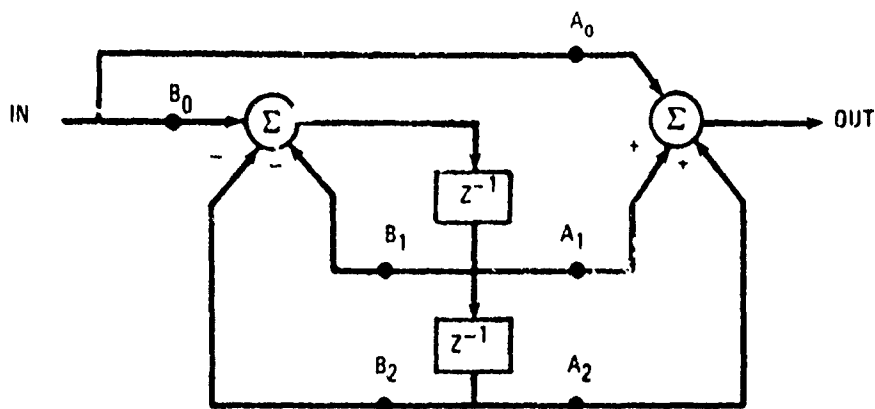 A₀
IN
B₀
Σ
Σ
OUT
-
-
+
+
Z⁻¹
B₁
A₁
Z⁻¹
B₂
A₂